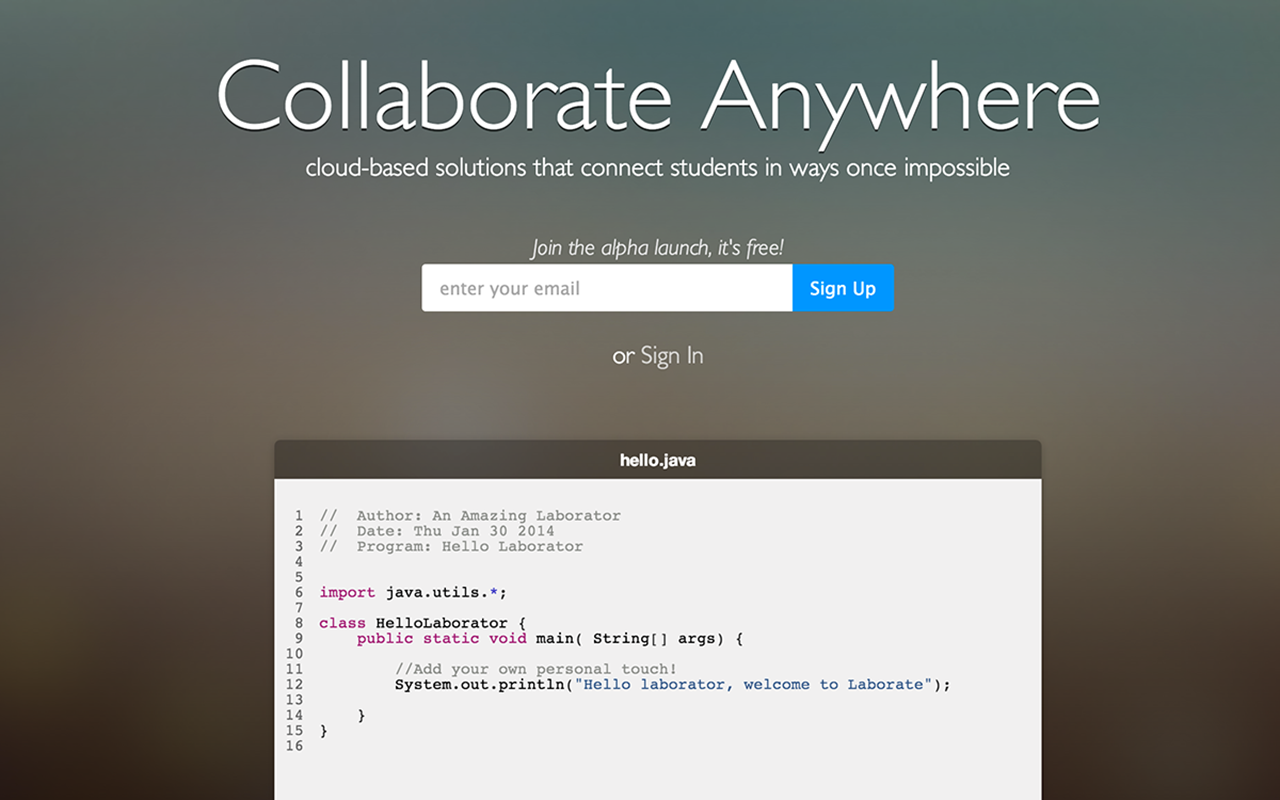 Collaborate Anywhere
cloud-based solutions that connect students in ways once impossible
Join the alpha launch, it's free!
enter your email
Sign Up
or Sign In
hello.java
1 //  Author: An Amazing Laborator
2 //  Date: Thu Jan 30 2014
3 //  Program: Hello Laborator
4
5
6 import java.utils.*;
7
8 class HelloLaborator {
9     public static void main( String[] args) {
10
11         //Add your own personal touch!
12         System.out.println("Hello laborator, welcome to Laborate");
13
14     }
15 }
16